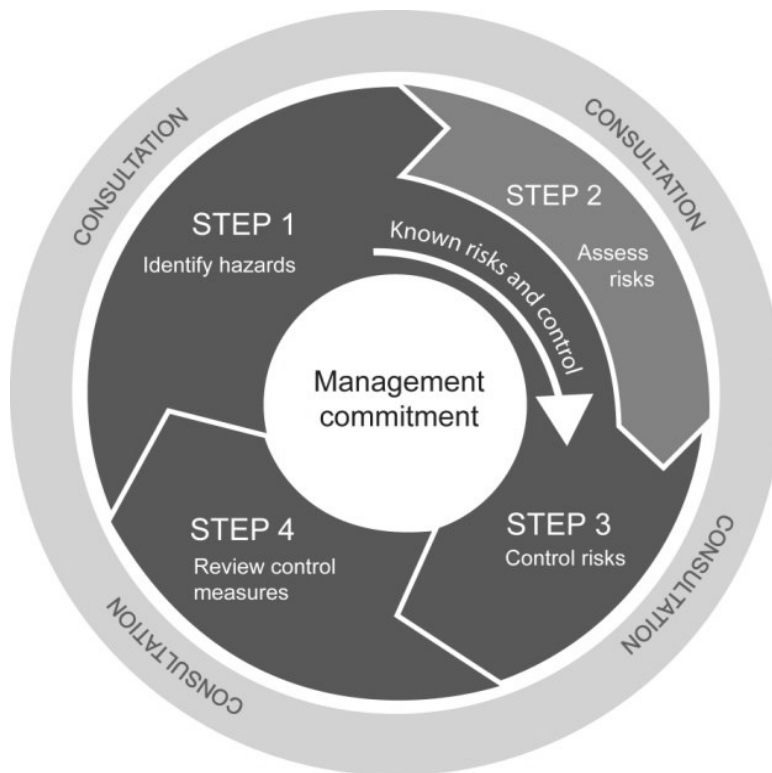 CONSULTATION
CONSULTATION
STEP 1
Identify hazards
STEP 2
Assess
risks
Known risks and control
Management
commitment
STEP 3
Control risks
STEP 4
Review control
measures
CONSULTATION
CONSULTATION